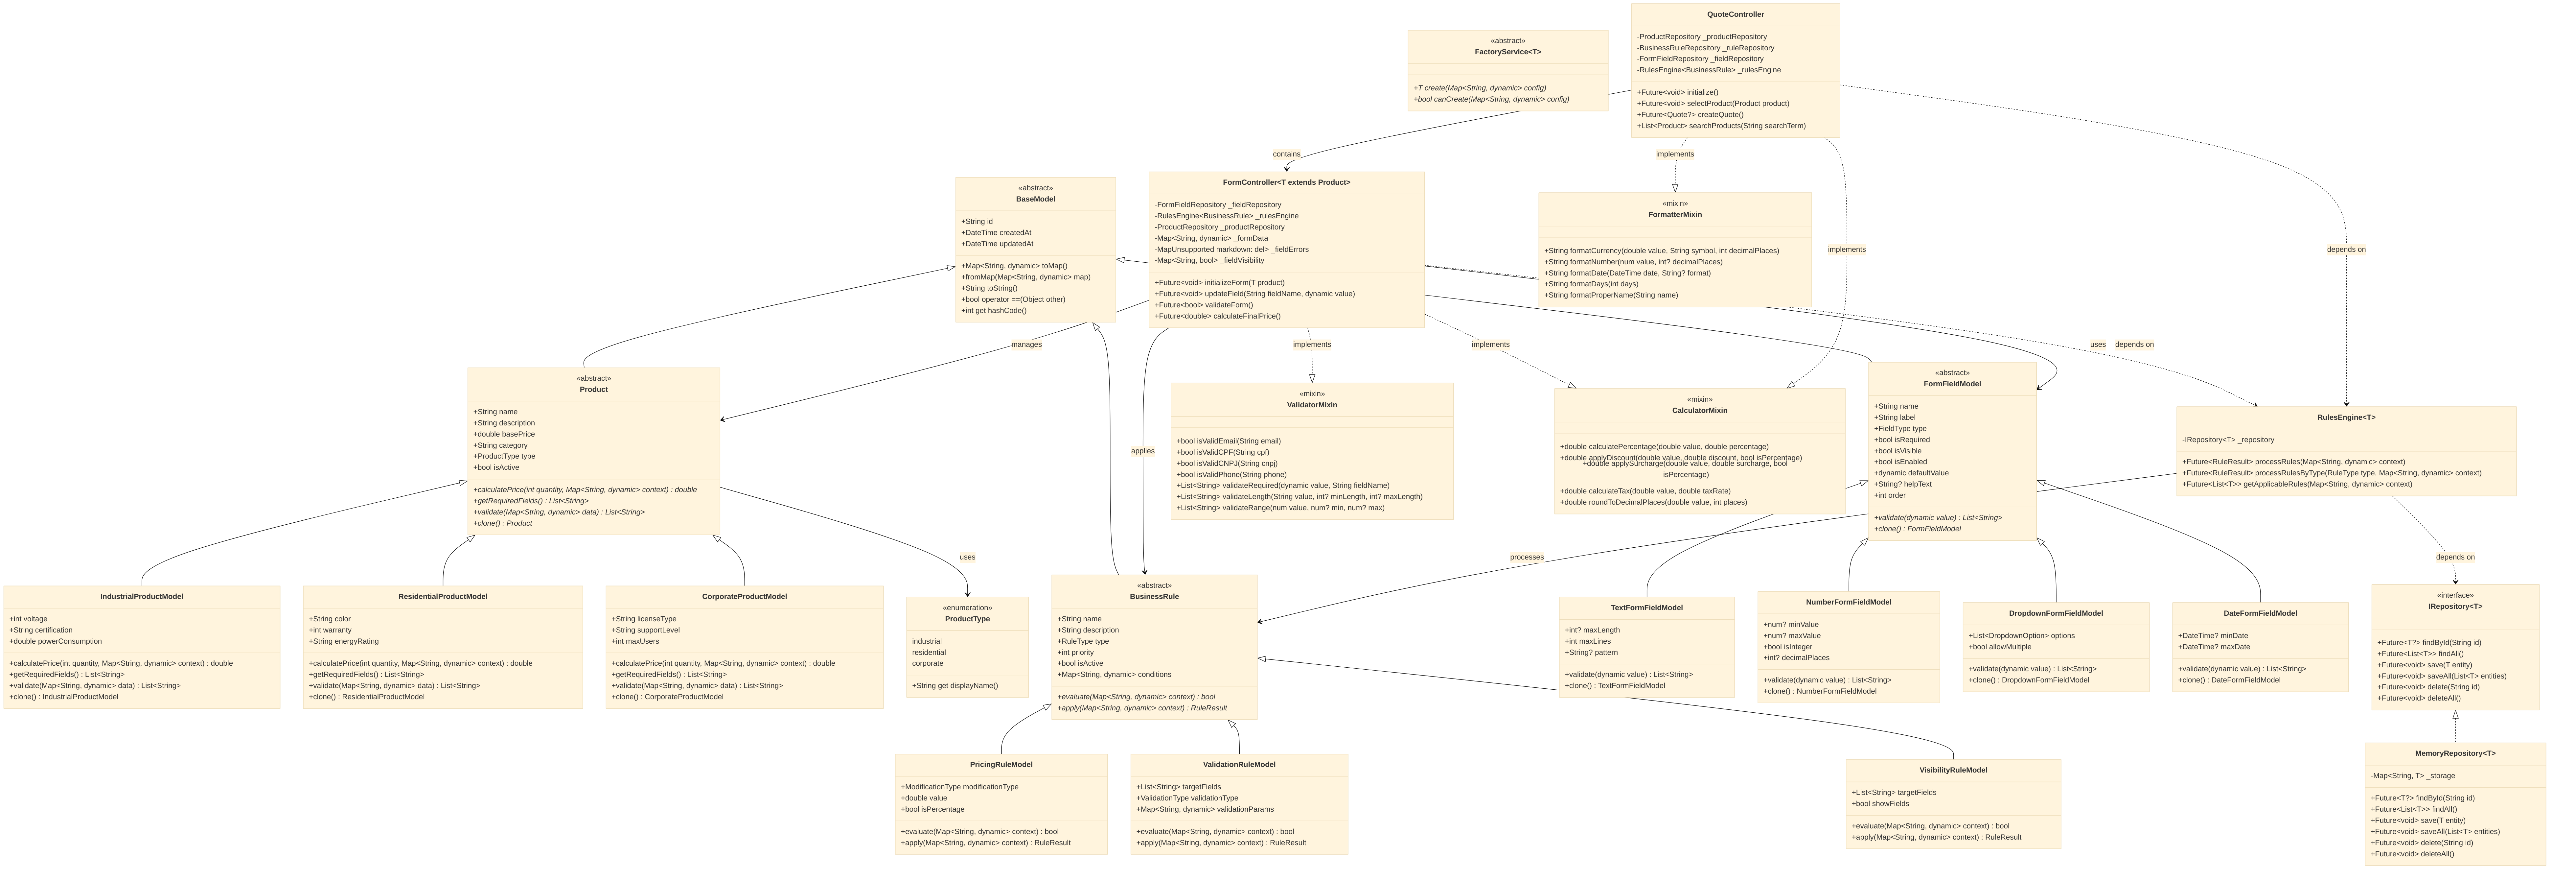 QuoteController
-ProductRepository _productRepository
-BusinessRuleRepository _ruleRepository
-FormFieldRepository _fieldRepository
-RulesEngine<BusinessRule> _rulesEngine
+Future<void> initialize()
+Future<void> selectProduct(Product product)
+Future<Quote?> createQuote()
+List<Product> searchProducts(String searchTerm)
«abstract»
FactoryService<T>
+T create(Map<String, dynamic> config)
+bool canCreate(Map<String, dynamic> config)
contains
implements
implements
depends on
«abstract»
BaseModel
+String id
+DateTime createdAt
+DateTime updatedAt
+Map<String, dynamic> toMap()
+fromMap(Map<String, dynamic> map)
+String toString()
+bool operator ==(Object other)
+int get hashCode()
FormController<T extends Product>
-FormFieldRepository _fieldRepository
-RulesEngine<BusinessRule> _rulesEngine
-ProductRepository _productRepository
-Map<String, dynamic> _formData
-MapUnsupported markdown: del> _fieldErrors
-Map<String, bool> _fieldVisibility
+Future<void> initializeForm(T product)
+Future<void> updateField(String fieldName, dynamic value)
+Future<bool> validateForm()
+Future<double> calculateFinalPrice()
«mixin»
FormatterMixin
+String formatCurrency(double value, String symbol, int decimalPlaces)
+String formatNumber(num value, int? decimalPlaces)
+String formatDate(DateTime date, String? format)
+String formatDays(int days)
+String formatProperName(String name)
manages
implements
implements
uses
depends on
«abstract»
Product
+String name
+String description
+double basePrice
+String category
+ProductType type
+bool isActive
+calculatePrice(int quantity, Map<String, dynamic> context) : double
+getRequiredFields() : List<String>
+validate(Map<String, dynamic> data) : List<String>
+clone() : Product
applies
«mixin»
ValidatorMixin
+bool isValidEmail(String email)
+bool isValidCPF(String cpf)
+bool isValidCNPJ(String cnpj)
+bool isValidPhone(String phone)
+List<String> validateRequired(dynamic value, String fieldName)
+List<String> validateLength(String value, int? minLength, int? maxLength)
+List<String> validateRange(num value, num? min, num? max)
«mixin»
CalculatorMixin
+double calculatePercentage(double value, double percentage)
+double applyDiscount(double value, double discount, bool isPercentage)
+double applySurcharge(double value, double surcharge, bool
isPercentage)
+double calculateTax(double value, double taxRate)
+double roundToDecimalPlaces(double value, int places)
«abstract»
FormFieldModel
+String name
+String label
+FieldType type
+bool isRequired
+bool isVisible
+bool isEnabled
+dynamic defaultValue
+String? helpText
+int order
+validate(dynamic value) : List<String>
+clone() : FormFieldModel
RulesEngine<T>
-IRepository<T> _repository
+Future<RuleResult> processRules(Map<String, dynamic> context)
+Future<RuleResult> processRulesByType(RuleType type, Map<String, dynamic> context)
+Future<List<T>> getApplicableRules(Map<String, dynamic> context)
uses
processes
depends on
IndustrialProductModel
+int voltage
+String certification
+double powerConsumption
+calculatePrice(int quantity, Map<String, dynamic> context) : double
+getRequiredFields() : List<String>
+validate(Map<String, dynamic> data) : List<String>
+clone() : IndustrialProductModel
ResidentialProductModel
+String color
+int warranty
+String energyRating
+calculatePrice(int quantity, Map<String, dynamic> context) : double
+getRequiredFields() : List<String>
+validate(Map<String, dynamic> data) : List<String>
+clone() : ResidentialProductModel
CorporateProductModel
+String licenseType
+String supportLevel
+int maxUsers
+calculatePrice(int quantity, Map<String, dynamic> context) : double
+getRequiredFields() : List<String>
+validate(Map<String, dynamic> data) : List<String>
+clone() : CorporateProductModel
«enumeration»
ProductType
industrial
residential
corporate
+String get displayName()
«abstract»
BusinessRule
+String name
+String description
+RuleType type
+int priority
+bool isActive
+Map<String, dynamic> conditions
+evaluate(Map<String, dynamic> context) : bool
+apply(Map<String, dynamic> context) : RuleResult
TextFormFieldModel
+int? maxLength
+int maxLines
+String? pattern
+validate(dynamic value) : List<String>
+clone() : TextFormFieldModel
NumberFormFieldModel
+num? minValue
+num? maxValue
+bool isInteger
+int? decimalPlaces
+validate(dynamic value) : List<String>
+clone() : NumberFormFieldModel
DropdownFormFieldModel
+List<DropdownOption> options
+bool allowMultiple
+validate(dynamic value) : List<String>
+clone() : DropdownFormFieldModel
DateFormFieldModel
+DateTime? minDate
+DateTime? maxDate
+validate(dynamic value) : List<String>
+clone() : DateFormFieldModel
«interface»
IRepository<T>
+Future<T?> findById(String id)
+Future<List<T>> findAll()
+Future<void> save(T entity)
+Future<void> saveAll(List<T> entities)
+Future<void> delete(String id)
+Future<void> deleteAll()
PricingRuleModel
+ModificationType modificationType
+double value
+bool isPercentage
+evaluate(Map<String, dynamic> context) : bool
+apply(Map<String, dynamic> context) : RuleResult
ValidationRuleModel
+List<String> targetFields
+ValidationType validationType
+Map<String, dynamic> validationParams
+evaluate(Map<String, dynamic> context) : bool
+apply(Map<String, dynamic> context) : RuleResult
VisibilityRuleModel
+List<String> targetFields
+bool showFields
+evaluate(Map<String, dynamic> context) : bool
+apply(Map<String, dynamic> context) : RuleResult
MemoryRepository<T>
-Map<String, T> _storage
+Future<T?> findById(String id)
+Future<List<T>> findAll()
+Future<void> save(T entity)
+Future<void> saveAll(List<T> entities)
+Future<void> delete(String id)
+Future<void> deleteAll()